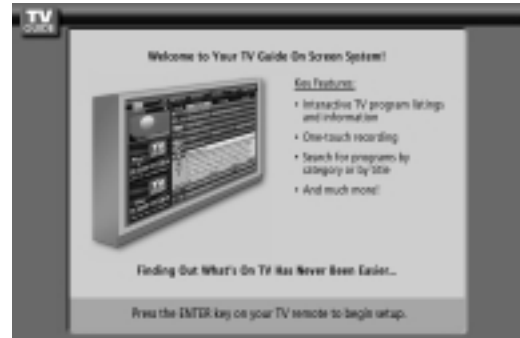 TV
GUIDE
Welcome to Your TV Guide On Screen System!
Key Features:
• Interactive TV program listings
and information
• One-touch recording
• Search for programs by
category or by title
• And much more!
Finding Out What's On TV Has Never Been Easier...
Press the ENTER key on your TV remote to begin setup.